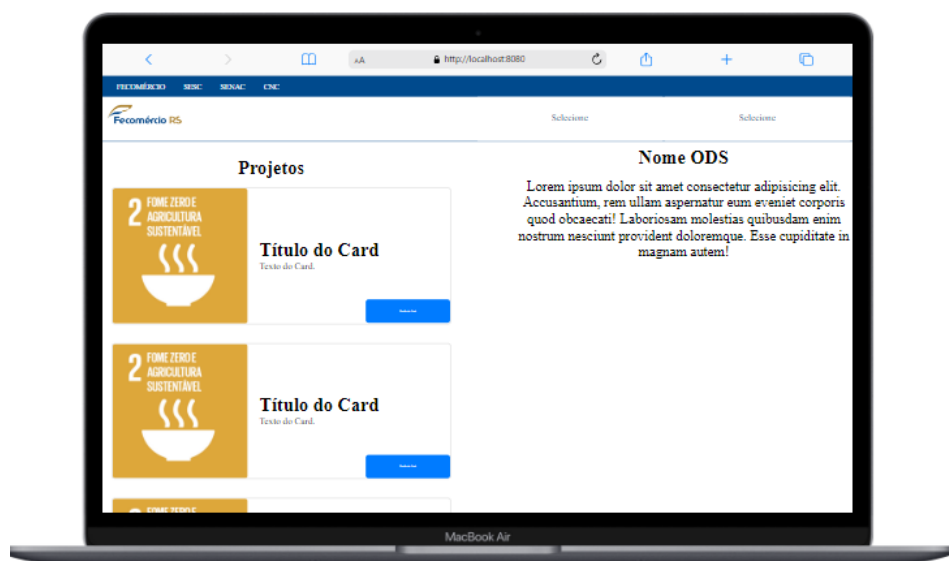 AA
http://localhost:8080
FECOMÉRCIO SESC SENAC CNC
Fecomércio RS
Selecione
Selecione
Projetos
Nome ODS
Lorem ipsum dolor sit amet consectetur adipisicing elit.
Accusantium, rem ullam aspernatur eum eveniet corporis
quod obcaecati! Laboriosam molestias quibusdam enim
nostrum nesciunt provident doloremque. Esse cupiditate in
magnam autem!
2 FOME ZERO E
AGRICULTURA
SUSTENTÁVEL
Título do Card
Texto do Card.
2 FOME ZERO E
AGRICULTURA
SUSTENTÁVEL
Título do Card
Texto do Card.
FOME ZERO E
MacBook Air